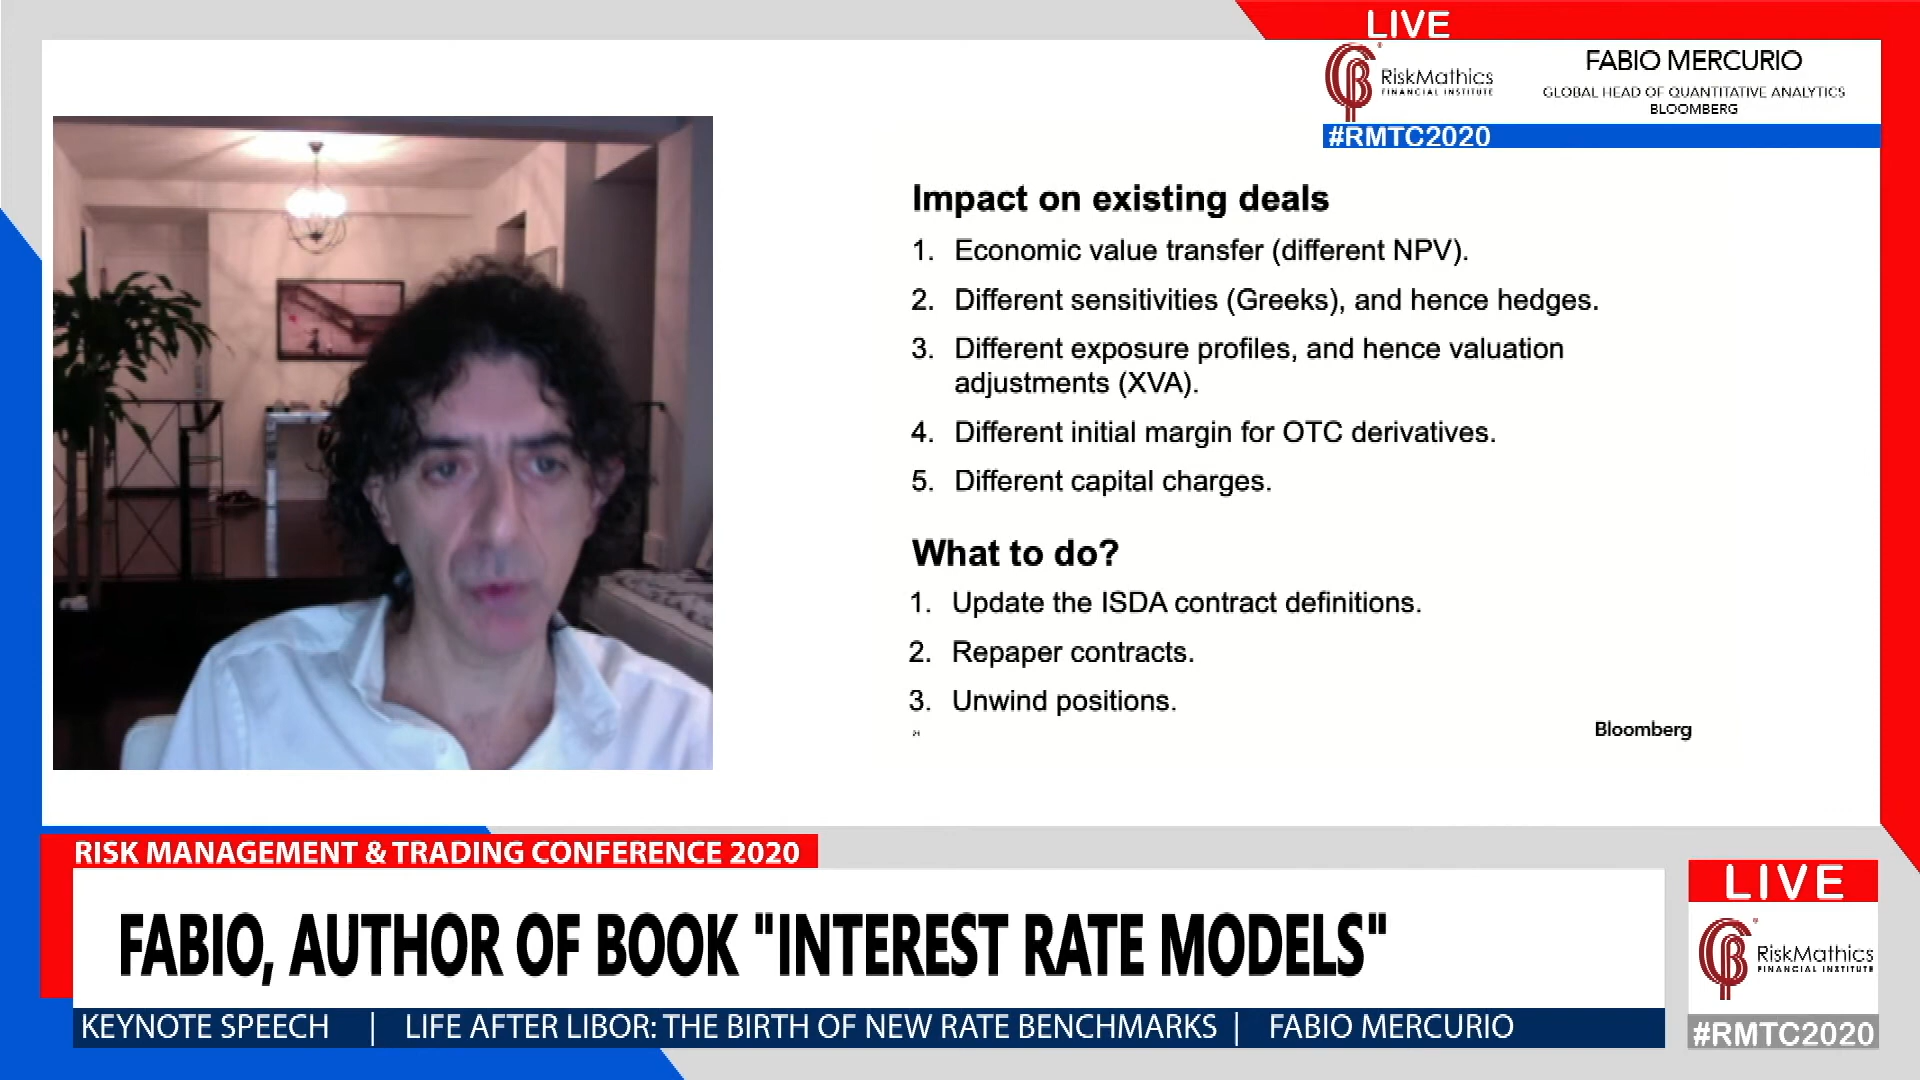 LIVE
RiskMathics
FINANCIAL INSTITUTE
FABIO MERCURIO
GLOBAL HEAD OF QUANTITATIVE ANALYTICS
BLOOMBERG
#RMTC2020
Impact on existing deals
1. Economic value transfer (different NPV).
2. Different sensitivities (Greeks), and hence hedges.
3. Different exposure profiles, and hence valuation
adjustments (XVA).
4. Different initial margin for OTC derivatives.
5. Different capital charges.
What to do?
1. Update the ISDA contract definitions.
2. Repaper contracts.
3. Unwind positions.
Bloomberg
RISK MANAGEMENT & TRADING CONFERENCE 2020
FABIO, AUTHOR OF BOOK "INTEREST RATE MODELS"
KEYNOTE SPEECH | LIFE AFTER LIBOR: THE BIRTH OF NEW RATE BENCHMARKS | FABIO MERCURIO
LIVE
RiskMathics
FINANCIAL INSTITUTE
#RMTC2020